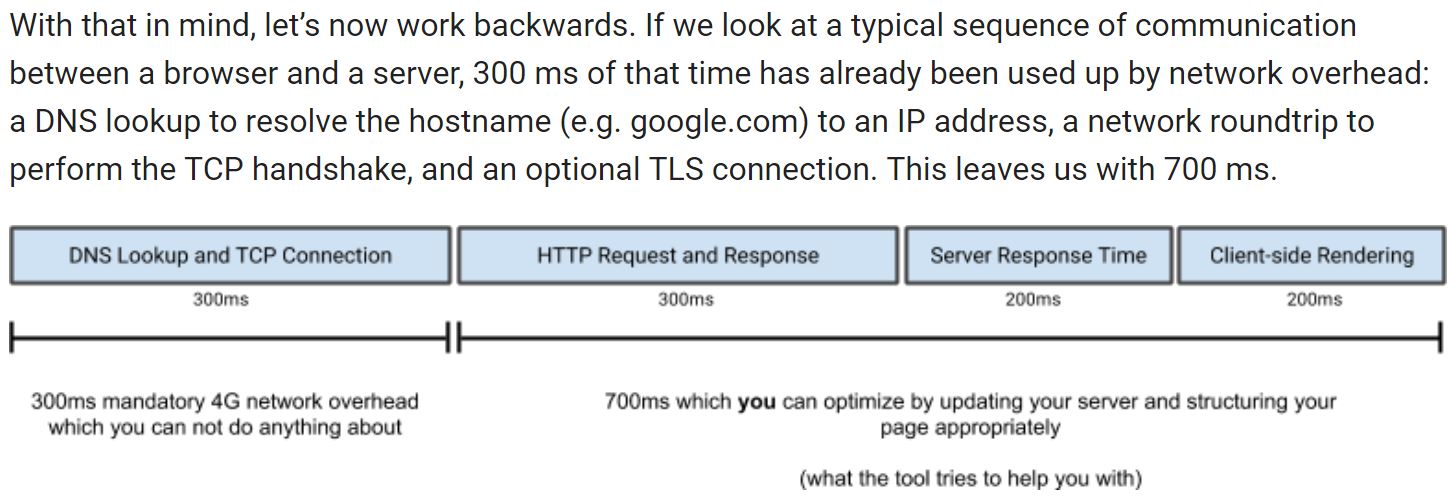 With that in mind, let’s now work backwards. If we look at a typical sequence of communication
between a browser and a server, 300 ms of that time has already been used up by network overhead:
a DNS lookup to resolve the hostname (e.g. google.com) to an IP address, a network roundtrip to
perform the TCP handshake, and an optional TLS connection. This leaves us with 700 ms.
DNS Lookup and TCP Connection
HTTP Request and Response
Server Response Time
Client-side Rendering
300ms
300ms
200ms
200ms
300ms mandatory 4G network overhead
which you can not do anything about
700ms which you can optimize by updating your server and structuring your
page appropriately
(what the tool tries to help you with)